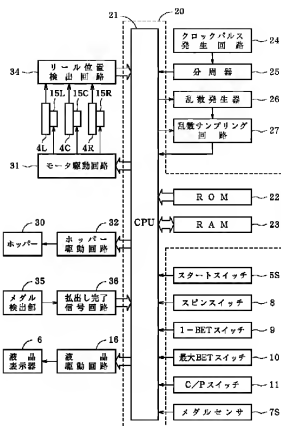 21
20
34
リール位置
検出回路
15L
15C
15R
4L
4C
4R
31
モータ駆動回路
クロックパルス
発生回路
24
分周器
25
乱数発生器
26
乱数サンプリング
回路
27
CPU
ROM
22
RAM
23
30
32
ホッパー
ホッパー
駆動回路
35
36
メダル
検出部
払出し完了
信号回路
6
16
液晶
表示器
液晶
駆動回路
スタートスイッチ
5S
スピンスイッチ
8
1－BETスイッチ
9
最大BETスイッチ
10
C/Pスイッチ
11
メダルセンサ
7S